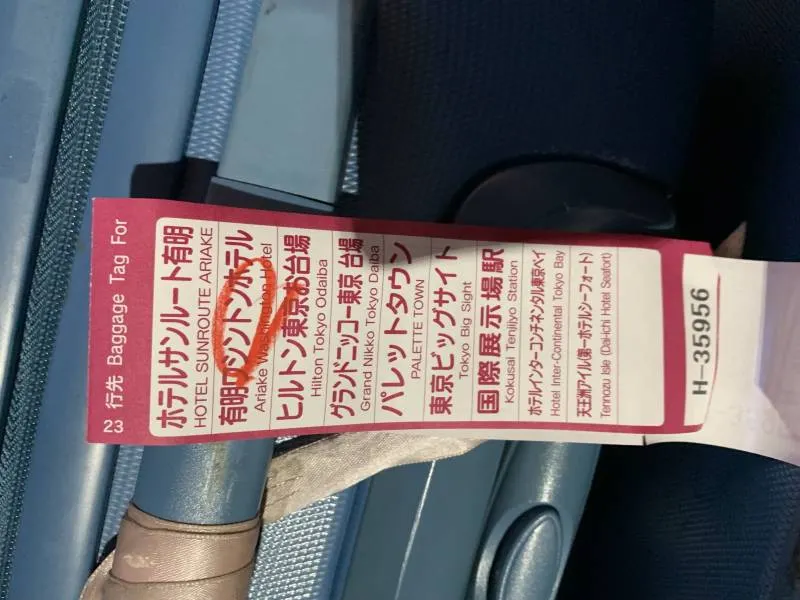 23 行先 Baggage Tag For
ホテルサンルート有明
HOTEL SUNROUTE ARIAKE
有明ワシントンホテル
Ariake Washington Hotel
ヒルトン東京お台場
Hilton Tokyo Odaiba
グランドニッコー東京 台場
Grand Nikko Tokyo Daiba
パレットタウン
PALETTE TOWN
東京ビッグサイト
Tokyo Big Sight
国際展示場駅
Kokusai Tenjijyo Station
ホテルインターコンチネンタル東京ベイ
Hotel Inter-Continental Tokyo Bay
天王洲アイル(第一ホテルシーフォート)
Tennozu Isle (Dai-Ichi Hotel Seafort)
H-35956